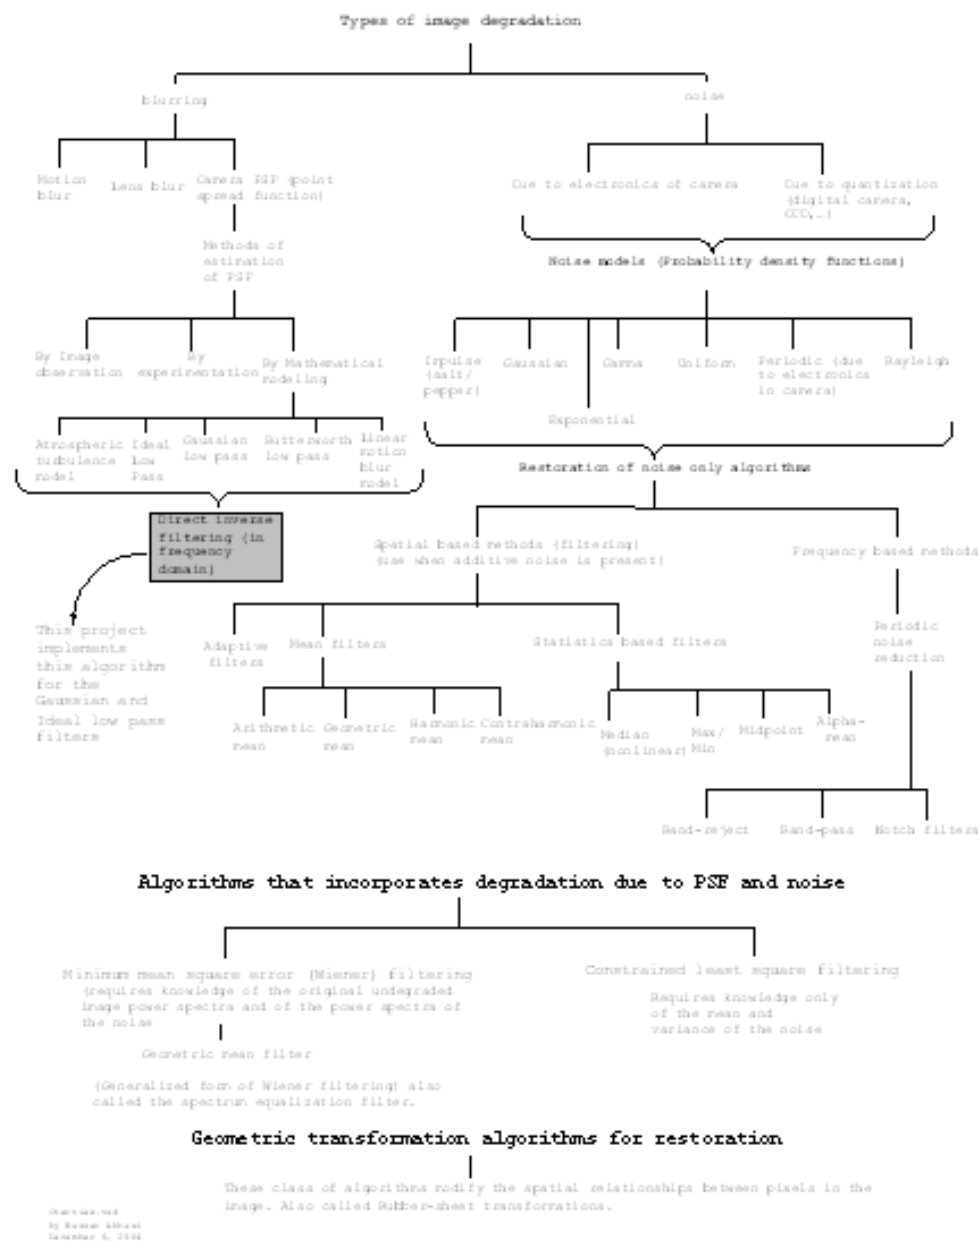 Types of image degradation
blurring
noise
Motion
blur
Lens blur
Camera PSF (point
spread function)
Due to electronics of camera
Due to quantization
(digital camera,
CCD,…)
Methods of
estimation
of PSF
Noise models (Probability density functions)
By Image
observation
By
experimentation
By Mathematical
modeling
Impulse
(salt/
pepper)
Gaussian
Exponential
Gamma
Uniform
Periodic (due
to electronics
in camera)
Rayleigh
Atmospheric
turbulence
model
Ideal
Low
Pass
Gaussian
low pass
Butterworth
low pass
Linear
motion
blur
model
Restoration of noise only algorithms
Direct inverse
filtering (in
frequency
domain)
Spatial based methods (filtering)
(use when additive noise is present)
Frequency based methods
This project
implements
this algorithm
for the
Gaussian and
Ideal low pass
filters
Adaptive
filters
Mean filters
Statistics based filters
Periodic
noise
reduction
Arithmetic
mean
Geometric
mean
Harmonic
mean
Contraharmonic
mean
Median
(nonlinear)
Max/
Min
Midpoint
Alpha-
mean
Band-reject
Band-pass
Notch filters
Algorithms that incorporates degradation due to PSF and noise
Minimum mean square error (Wiener) filtering
(requires knowledge of the original undegraded
image power spectra and of the power spectra of
the noise
Constrained least square filtering
Requires knowledge only
of the mean and
variance of the noise
Geometric mean filter
(Generalized form of Wiener filtering) also
called the spectrum equalization filter.
Geometric transformation algorithms for restoration
These class of algorithms modify the spatial relationships between pixels in the
image. Also called Rubber-sheet transformations.
by